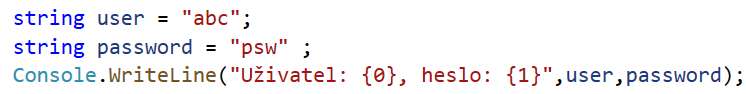 string user = "abc";
string password = "psw" ;
Console.WriteLine("Uživatel: {0}, heslo: {1}",user,password);